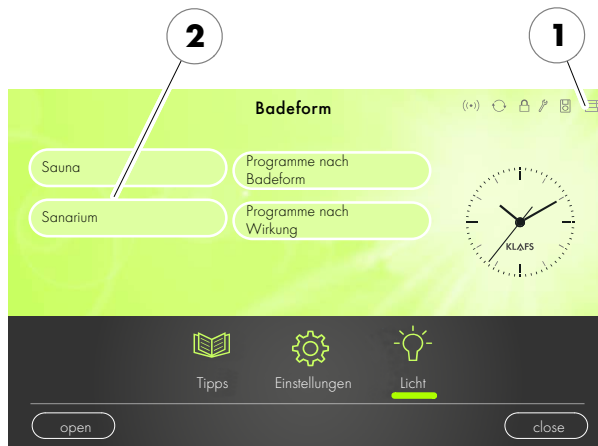 2
1
Badeform
Sauna
Programme nach
Badeform
Sanarium
Programme nach
Wirkung
KLAFS
Tipps
Einstellungen
Licht
open
close